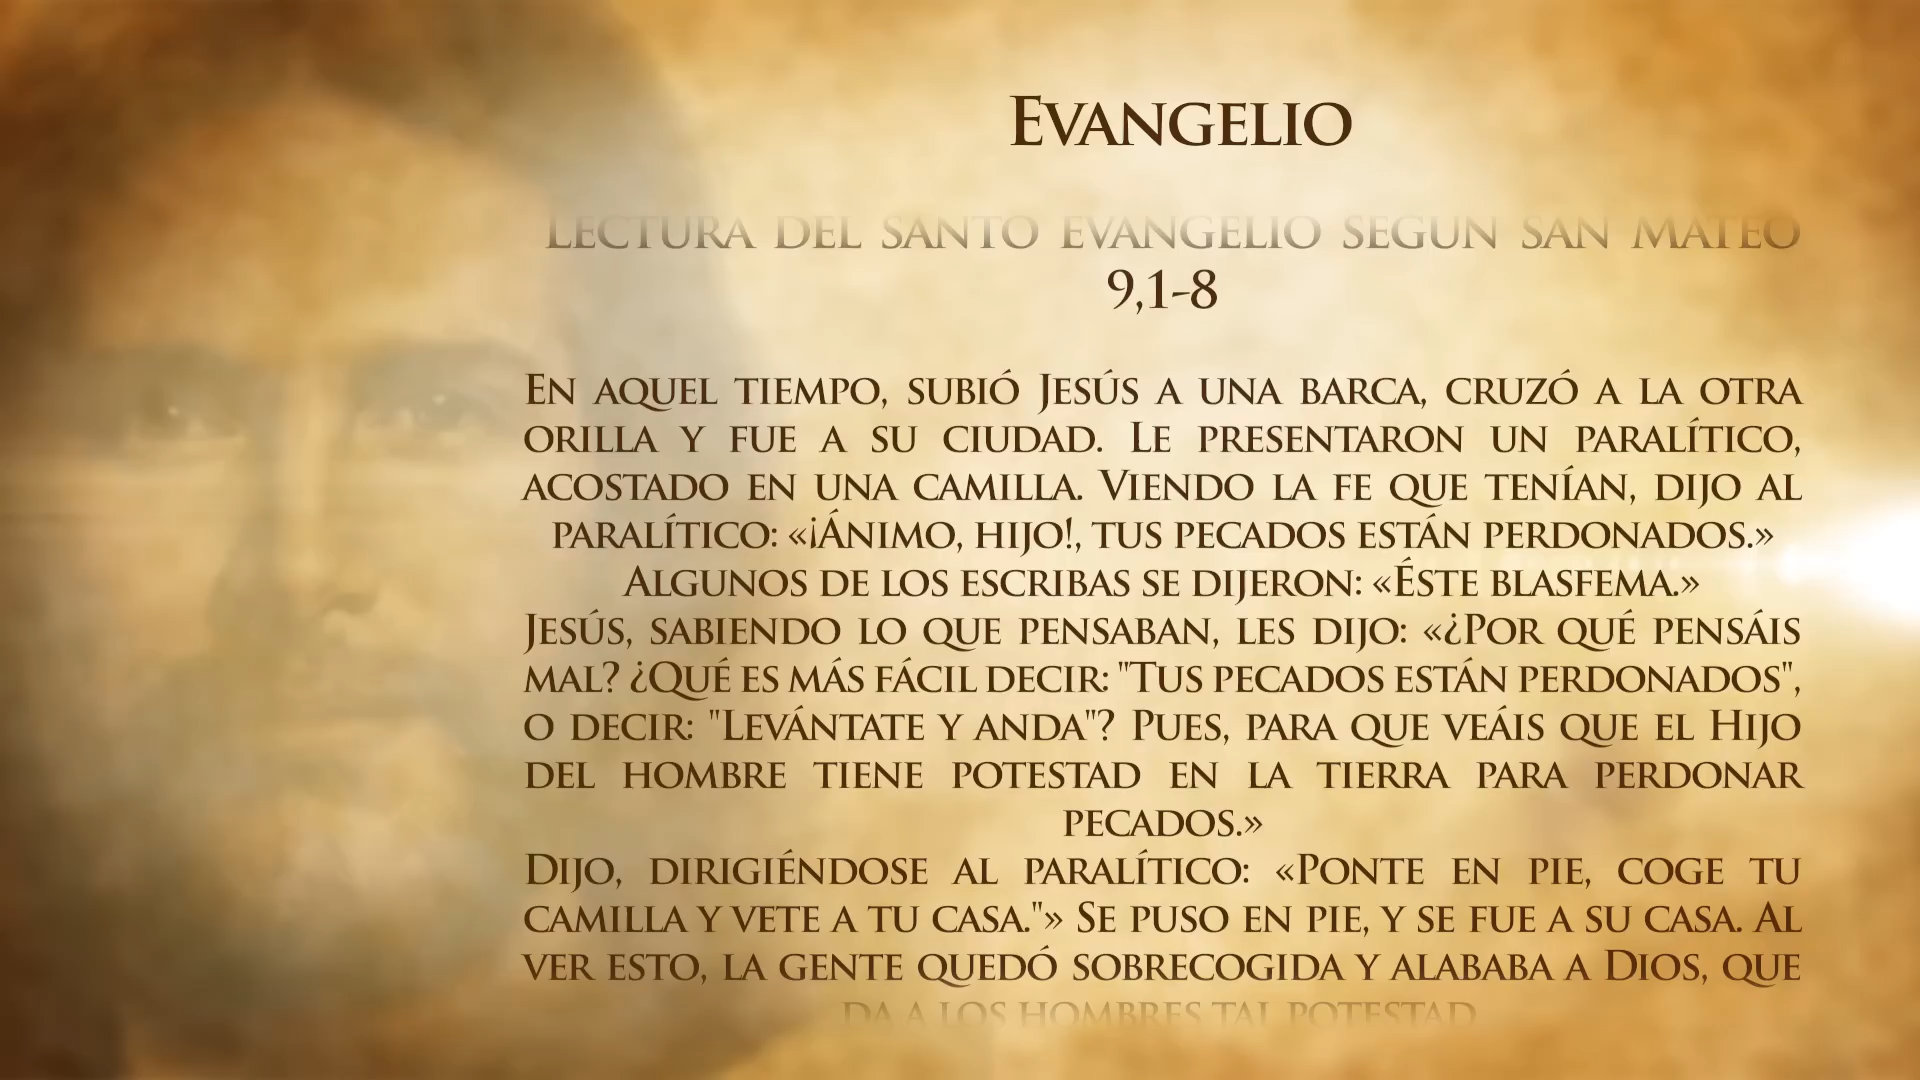 Evangelio
Lectura del santo evangelio según san Mateo
9,1-8
En aquel tiempo, subió Jesús a una barca, cruzó a la otra
orilla y fue a su ciudad. Le presentaron un paralítico,
acostado en una camilla. Viendo la fe que tenían, dijo al
paralítico: «¡Ánimo, hijo!, tus pecados están perdonados.»
Algunos de los escribas se dijeron: «Éste blasfema.»
Jesús, sabiendo lo que pensaban, les dijo: «¿Por qué pensáis
mal? ¿Qué es más fácil decir: "Tus pecados están perdonados",
o decir: "Levántate y anda"? Pues, para que veáis que el Hijo
del hombre tiene potestad en la tierra para perdonar
pecados.»
Dijo, dirigiéndose al paralítico: «Ponte en pie, coge tu
camilla y vete a tu casa."» Se puso en pie, y se fue a su casa. Al
ver esto, la gente quedó sobrecogida y alababa a Dios, que
da a los hombres tal potestad